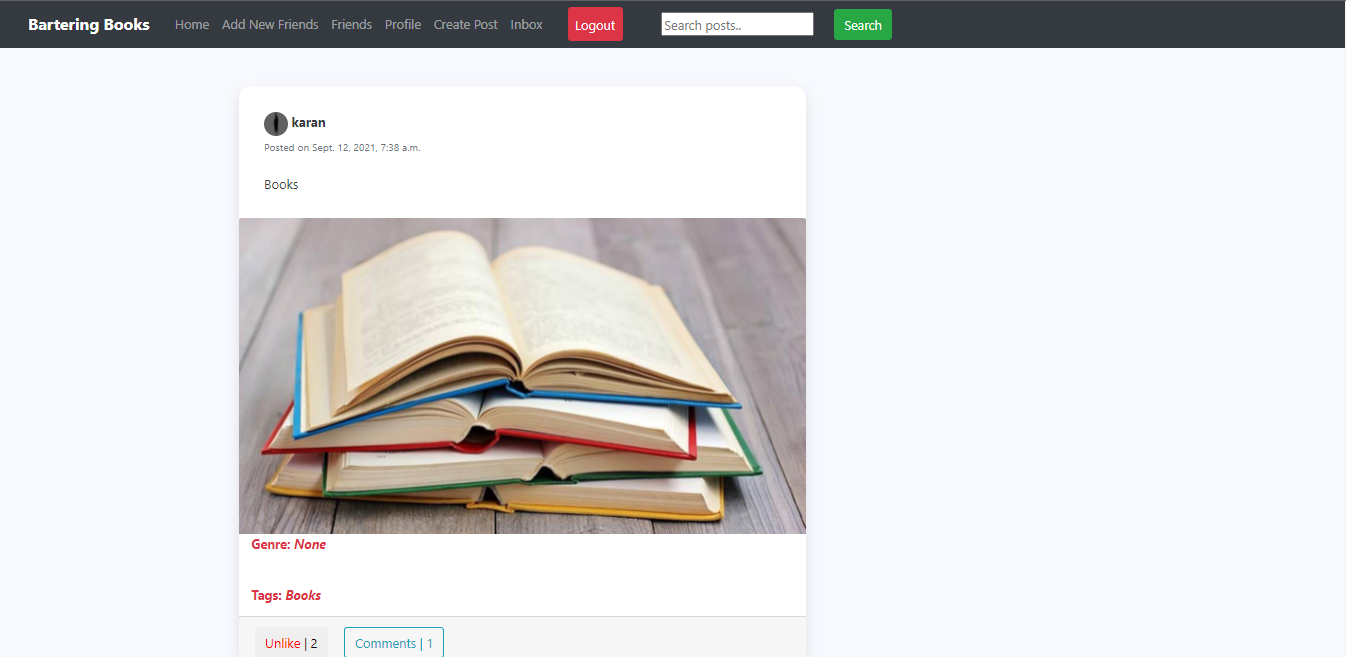 Bartering Books Home Add New Friends Friends Profile Create Post Inbox Logout Search posts.. Search
karan
Posted on Sept. 12, 2021, 7:38 a.m.
Books
Genre: None
Tags: Books
Unlike | 2 Comments | 1